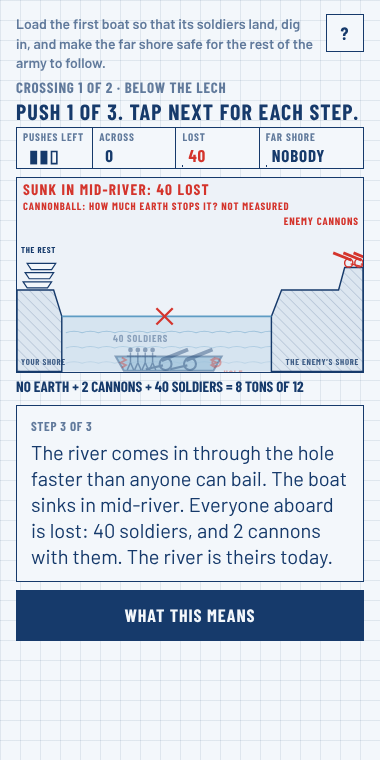 Load the first boat so that its soldiers land, dig
in, and make the far shore safe for the rest of the
army to follow.
?
CROSSING 1 OF 2 · BELOW THE LECH
PUSH 1 OF 3. TAP NEXT FOR EACH STEP.
PUSHES LEFT
ACROSS
0
LOST
40
FAR SHORE
NOBODY
SUNK IN MID-RIVER: 40 LOST
CANNONBALL: HOW MUCH EARTH STOPS IT? NOT MEASURED
ENEMY CANNONS
THE REST
40 SOLDIERS
YOUR SHORE
THE ENEMY'S SHORE
NO EARTH + 2 CANNONS + 40 SOLDIERS = 8 TONS OF 12
STEP 3 OF 3
The river comes in through the hole
faster than anyone can bail. The boat
sinks in mid-river. Everyone aboard
is lost: 40 soldiers, and 2 cannons
with them. The river is theirs today.
WHAT THIS MEANS